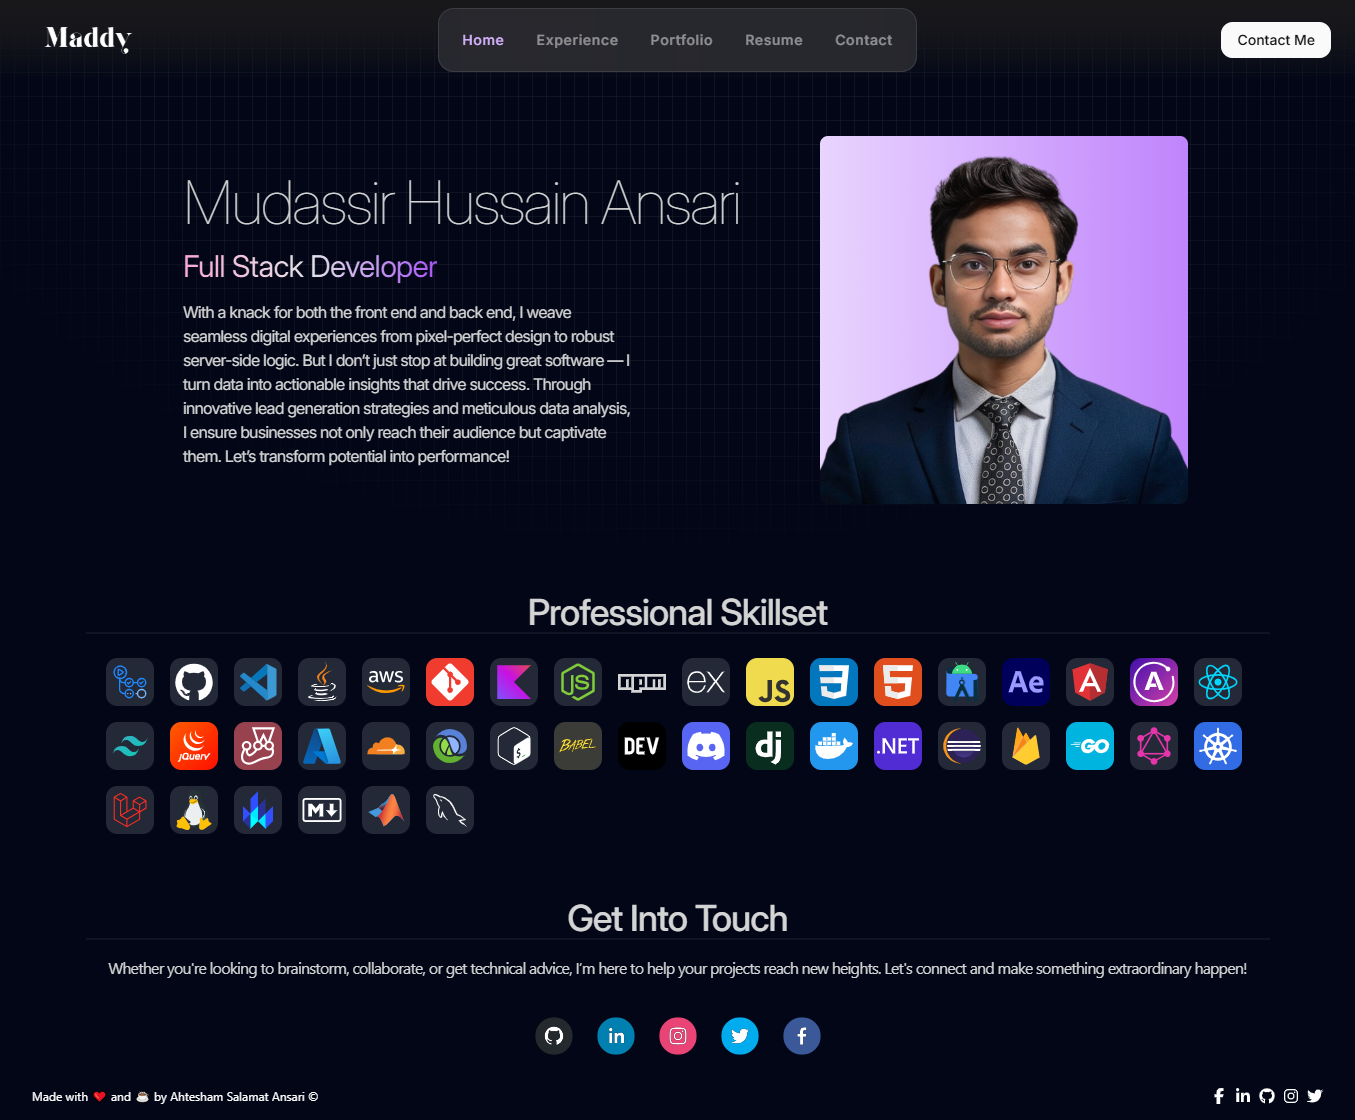 Maddy
Home
Experience
Portfolio
Resume
Contact
Contact Me
Mudassir Hussain Ansari
Full Stack Developer
With a knack for both the front end and back end, I weave
seamless digital experiences from pixel-perfect design to robust
server-side logic. But I don’t just stop at building great software — I
turn data into actionable insights that drive success. Through
innovative lead generation strategies and meticulous data analysis,
I ensure businesses not only reach their audience but captivate
them. Let’s transform potential into performance!
Professional Skillset
aws
JS
npm
ex
JS
3
5
Ae
A
A
jQuery
$
BABEL
DEV
dj
.NET
GO
M
Get Into Touch
Whether you're looking to brainstorm, collaborate, or get technical advice, I’m here to help your projects reach new heights. Let's connect and make something extraordinary happen!
in
f
Made with ❤️ and ☕ by Ahtesham Salamat Ansari ©
f
in